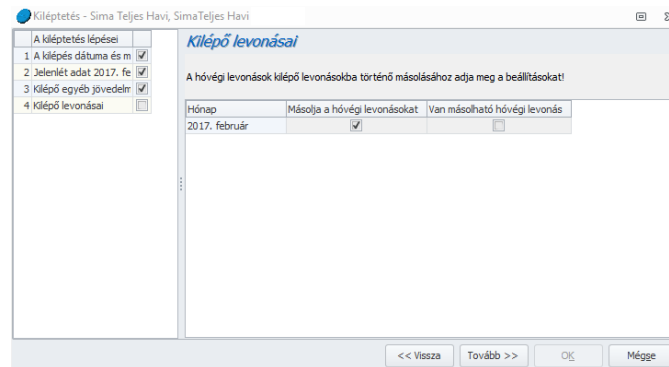 Kiléptetés - Sima Teljes Havi, SimaTeljes Havi
A kiléptetés lépései
1 A kilépés dátuma és m
2 Jelenlét adat 2017. fe
3 Kilépő egyéb jövedelm
4 Kilépő levonásai
Kilépő levonásai
A hóvégi levonások kilépő levonásokba történő másolásához adja meg a beállításokat!
Hónap Másolja a hóvégi levonásokat Van másolható hóvégi levonás
2017. február
<< Vissza Tovább >> OK Mégse